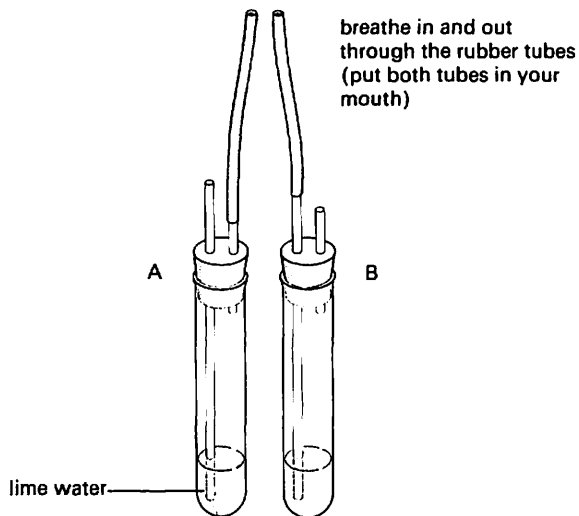 breathe in and out
through the rubber tubes
(put both tubes in your
mouth)
A
B
lime water